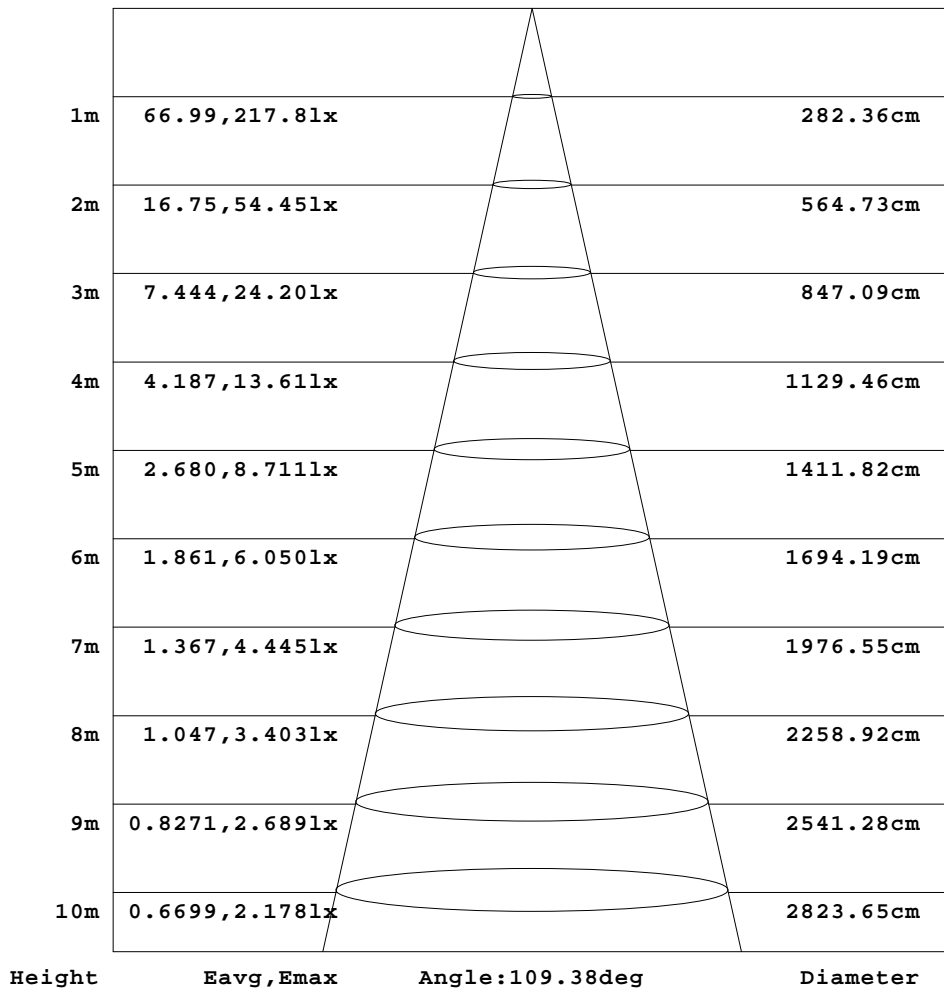 1m 66.99,217.8lx 282.36cm
2m 16.75,54.45lx 564.73cm
3m 7.444,24.20lx 847.09cm
4m 4.187,13.61lx 1129.46cm
5m 2.680,8.711lx 1411.82cm
6m 1.861,6.050lx 1694.19cm
7m 1.367,4.445lx 1976.55cm
8m 1.047,3.403lx 2258.92cm
9m 0.8271,2.689lx 2541.28cm
10m 0.6699,2.178lx 2823.65cm
Height Eavg,Emax Angle:109.38deg Diameter